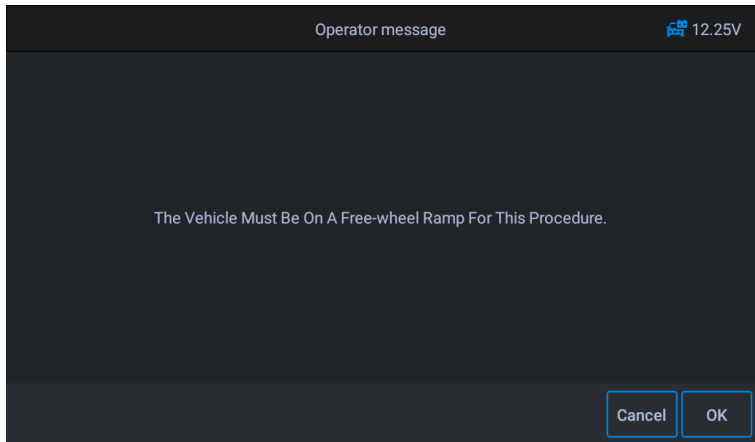 Operator message
12.25V
The Vehicle Must Be On A Free-wheel Ramp For This Procedure.
Cancel
OK